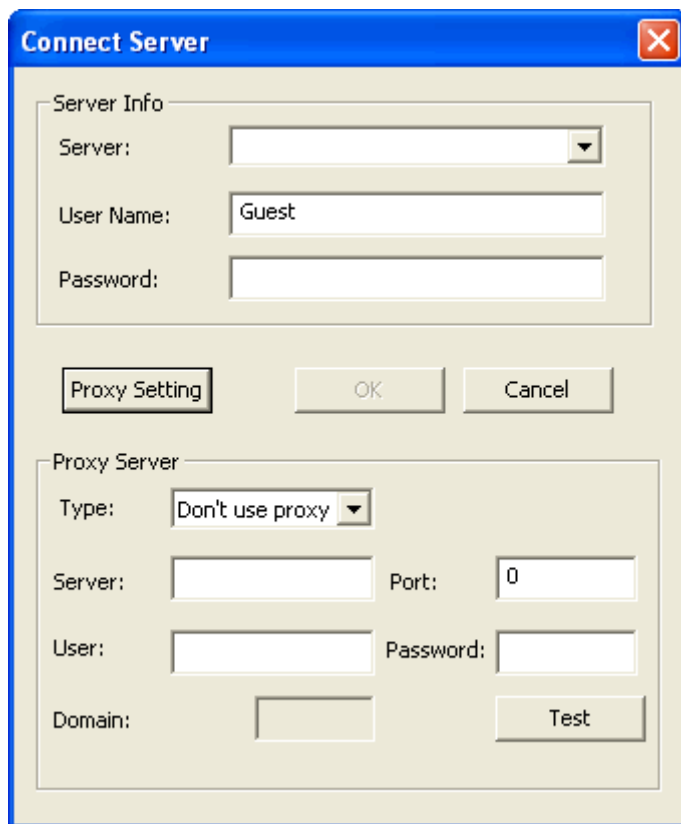 Connect Server
Server Info
Server:
User Name: Guest
Password:
Proxy Setting OK Cancel
Proxy Server
Type: Don't use proxy
Server: Port: 0
User: Password:
Domain: Test